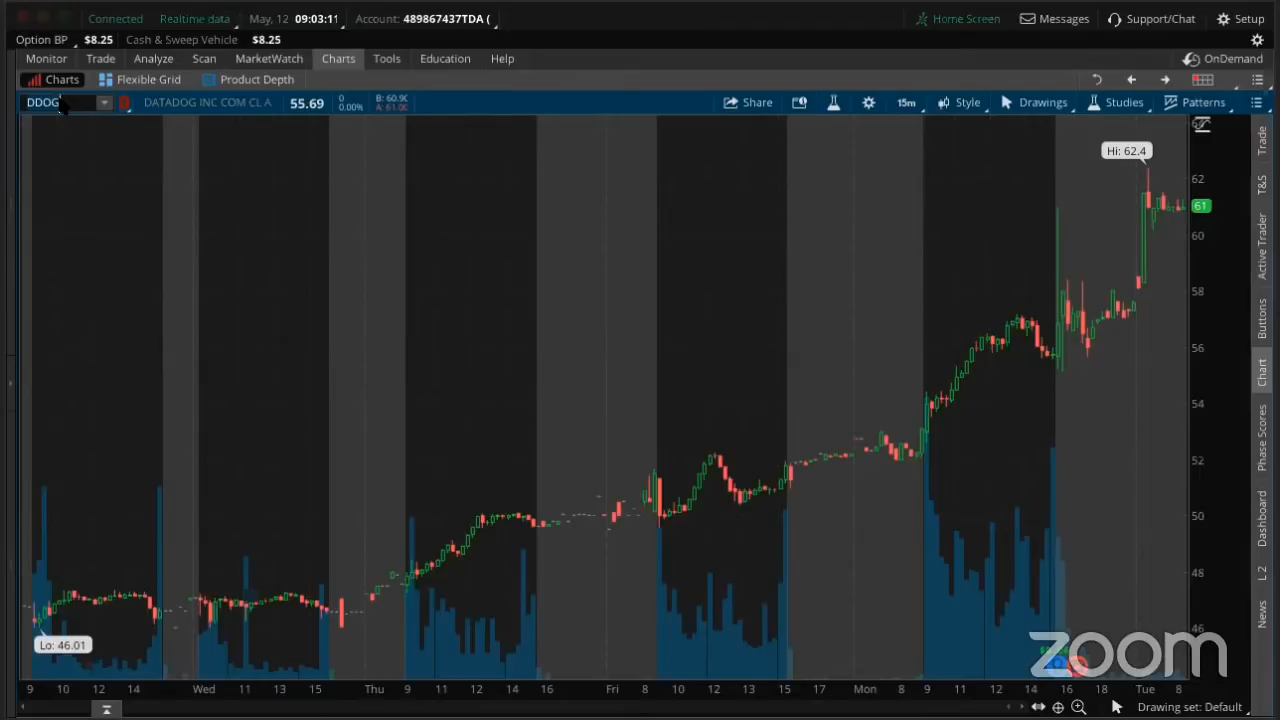 Connected Realtime data May, 12 09:03:11 Account: 489867437TDA ( Home Screen Messages Support/Chat Setup
Option BP $8.25 Cash & Sweep Vehicle $8.25
Monitor Trade Analyze Scan MarketWatch Charts Tools Education Help OnDemand
Charts Flexible Grid Product Depth
DDOG DATADOG INC COM CL A 55.69 0 0.00% B: 60.90 A: 61.00 Share 15m Style Drawings Studies Patterns
Hi: 62.4
62
61
60
58
56
54
52
50
48
46
Lo: 46.01
Trade
T&S
Active Trader
Buttons
Chart
Phase Scores
Dashboard
L 2
News
zoom
9 10 12 14 Wed 11 13 15 Thu 9 11 12 14 16 Fri 8 10 12 13 15 17 Mon 8 9 11 12 14 16 18 Tue 8
Drawing set: Default